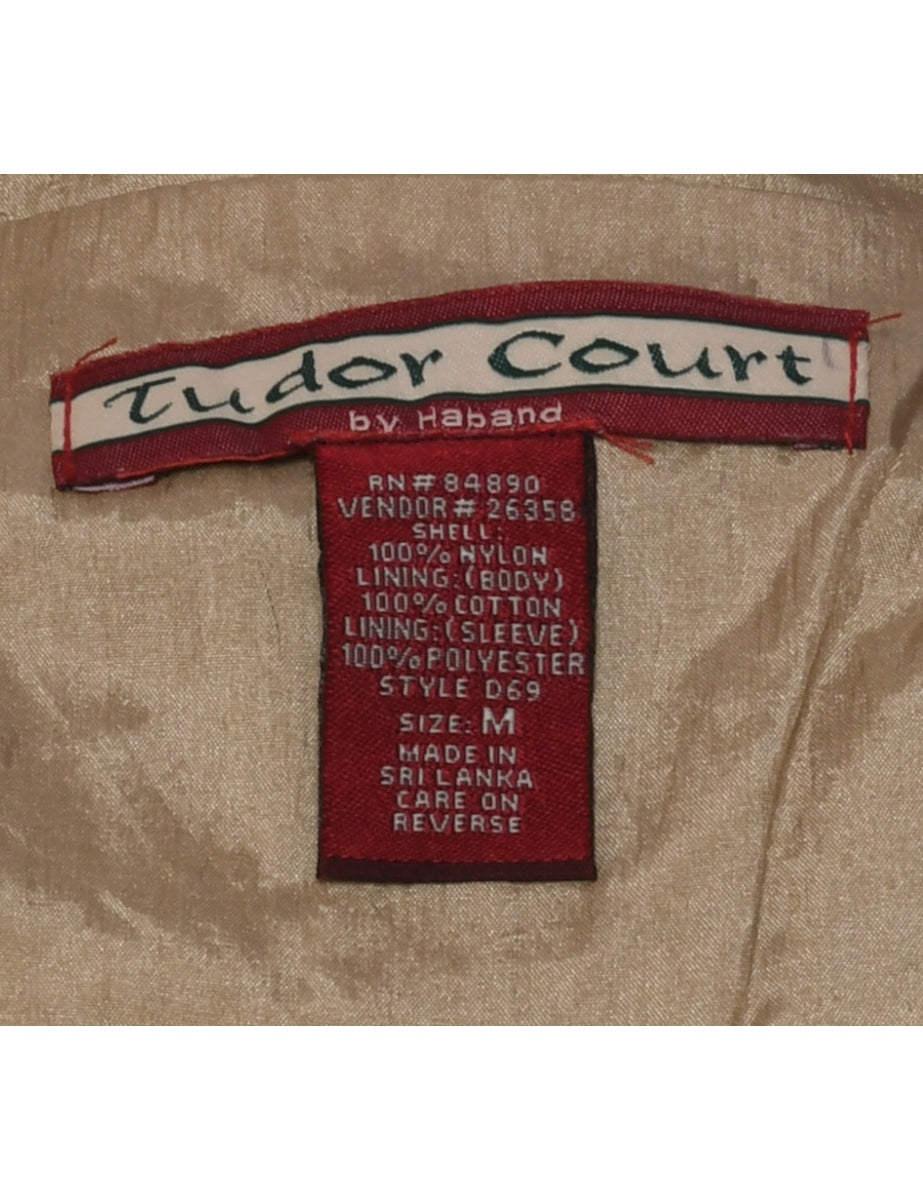 Tudor Court
by Haband
RN# 84890
VENDOR# 26358
SHELL:
100% NYLON
LINING:(BODY)
100% COTTON
LINING:(SLEEVE)
100% POLYESTER
STYLE D69
SIZE: M
MADE IN
SRI LANKA
CARE ON
REVERSE